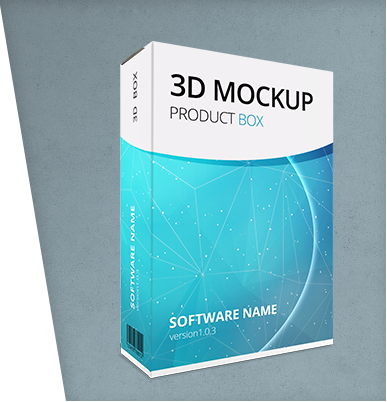 3D MOCKUP
PRODUCT BOX
SOFTWARE NAME
version1.0.3
3D BOX
SOFTWARE NAME